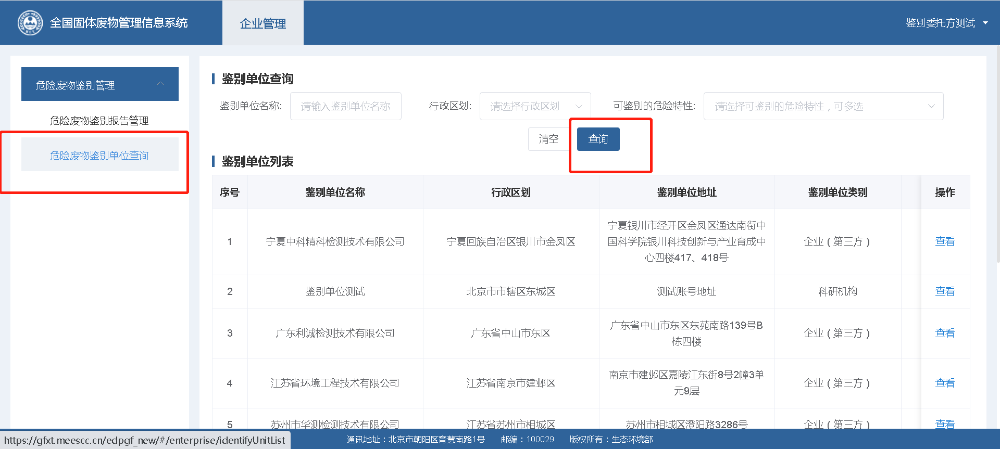 全国固体废物管理信息系统
企业管理
鉴别委托方测试
危险废物鉴别管理
危险废物鉴别报告管理
危险废物鉴别单位查询
鉴别单位查询
鉴别单位名称: 请输入鉴别单位名称 行政区划: 请选择行政区划 可鉴别的危险特性: 请选择可鉴别的危险特性，可多选
清空 查询
鉴别单位列表
序号 鉴别单位名称 行政区划 鉴别单位地址 鉴别单位类别 操作
1 宁夏中科精科检测技术有限公司 宁夏回族自治区银川市金凤区 宁夏银川市经开区金凤区通达南街中
国科学院银川科技创新与产业育成中
心四楼417、418号 企业（第三方） 查看
2 鉴别单位测试 北京市市辖区东城区 测试账号地址 科研机构 查看
3 广东利诚检测技术有限公司 广东省中山市东区 广东省中山市东区东苑南路139号B
栋四楼 企业（第三方） 查看
4 江苏省环境工程技术有限公司 江苏省南京市建邺区 南京市建邺区嘉陵江东街8号2幢3单
元9层 企业（第三方） 查看
5 苏州市华测检测技术有限公司 江苏省苏州市相城区 苏州市相城区澄阳路3286号 企业（第三方） 查看
https://gfxt.meescc.cn/edpgf_new/#/enterprise/identifyUnitList
通讯地址：北京市朝阳区育慧南路1号 邮编：100029 版权所有：生态环境部